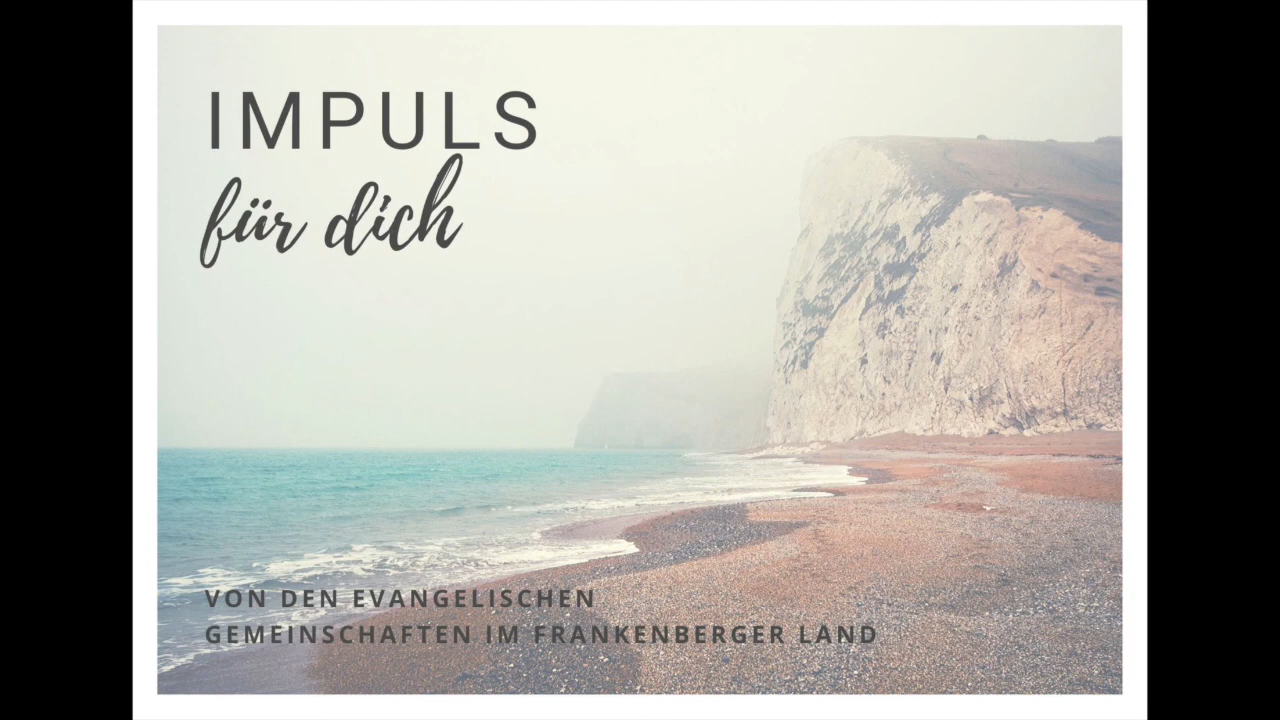 IMPULS
für dich
VON DEN EVANGELISCHEN
GEMEINSCHAFTEN IM FRANKENBERGER LAND